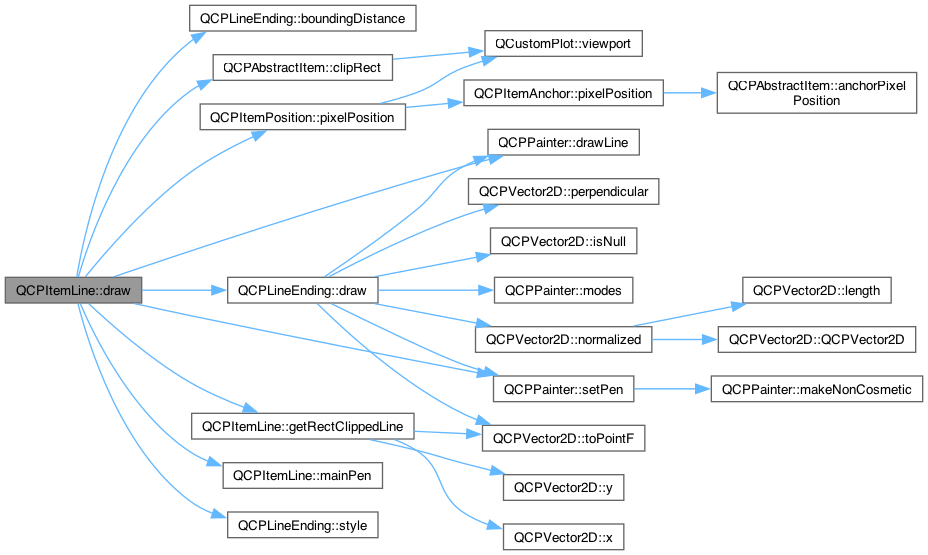 QCPLineEnding::boundingDistance
QCustomPlot::viewport
QCPAbstractItem::clipRect
QCPItemAnchor::pixelPosition
QCPAbstractItem::anchorPixel
Position
QCPItemPosition::pixelPosition
QCPPainter::drawLine
QCPVector2D::perpendicular
QCPVector2D::isNull
QCPItemLine::draw
QCPLineEnding::draw
QCPPainter::modes
QCPVector2D::length
QCPVector2D::normalized
QCPVector2D::QCPVector2D
QCPPainter::setPen
QCPPainter::makeNonCosmetic
QCPItemLine::getRectClippedLine
QCPVector2D::toPointF
QCPItemLine::mainPen
QCPVector2D::y
QCPLineEnding::style
QCPVector2D::x